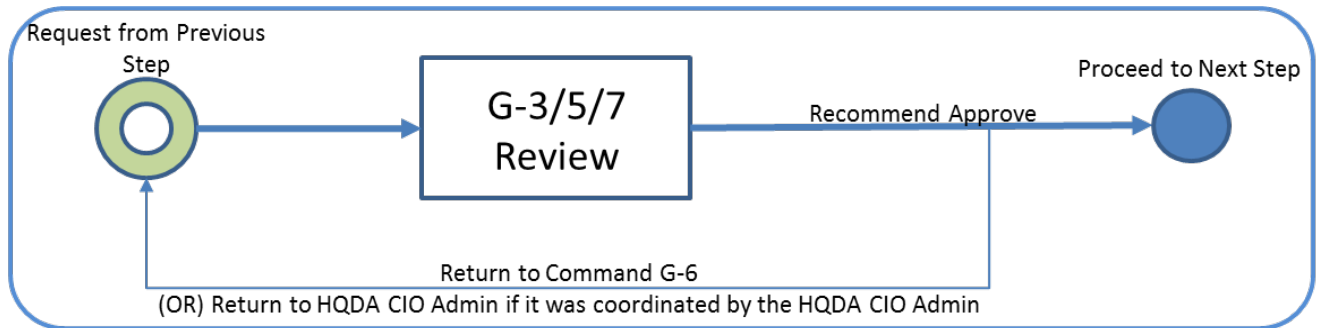 Request from Previous
Step
Proceed to Next Step
G-3/5/7
Review
Recommend Approve
Return to Command G-6
(OR) Return to HQDA CIO Admin if it was coordinated by the HQDA CIO Admin